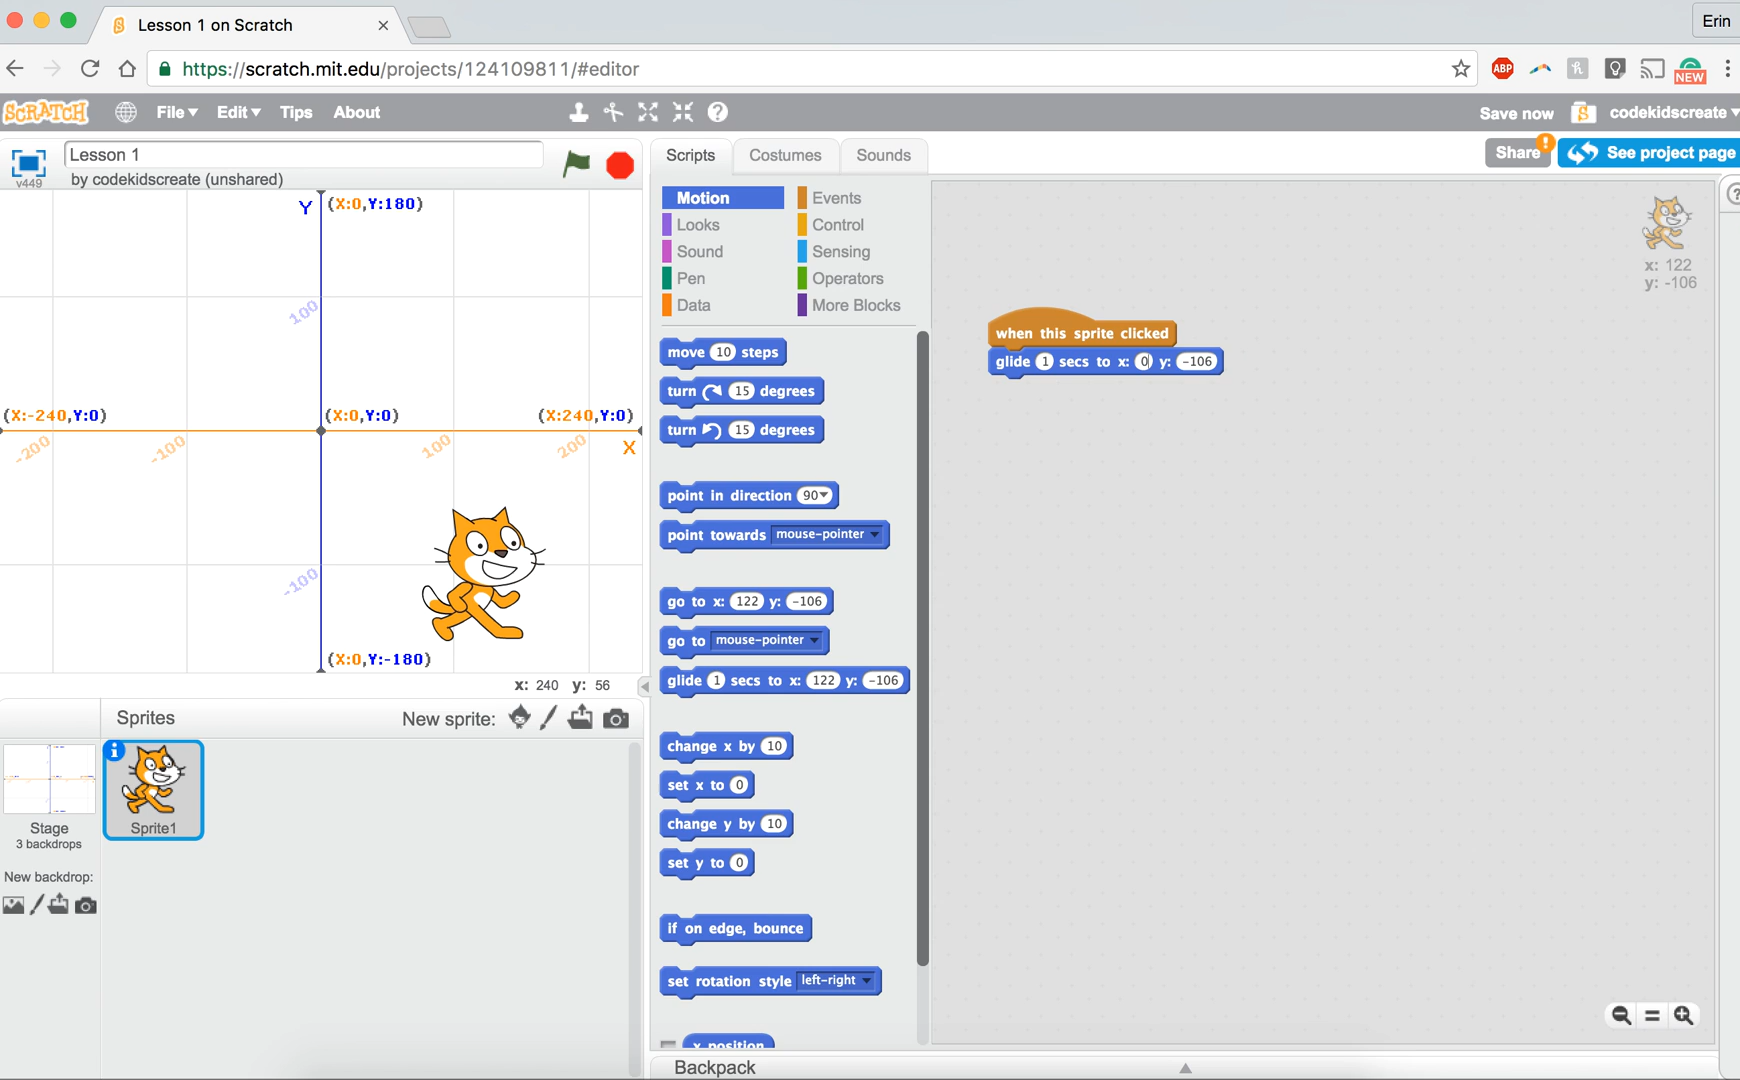 Lesson 1 on Scratch
Erin
https://scratch.mit.edu/projects/124109811/#editor
ABP
NEW
SCRATCH
File
Edit
Tips
About
Save now
codekidscreate
v449
Lesson 1
by codekidscreate (unshared)
Scripts
Costumes
Sounds
Share
See project page
Y
(X:0,Y:180)
100
(X:-240,Y:0)
(X:0,Y:0)
(X:240,Y:0)
-200
-100
100
200
X
-100
(X:0,Y:-180)
x: 240 y: 56
Motion
Events
Looks
Control
Sound
Sensing
Pen
Operators
Data
More Blocks
move 10 steps
turn 15 degrees
turn 15 degrees
point in direction 90
point towards mouse-pointer
go to x: 122 y: -106
go to mouse-pointer
glide 1 secs to x: 122 y: -106
change x by 10
set x to 0
change y by 10
set y to 0
if on edge, bounce
set rotation style left-right
x position
when this sprite clicked
glide 1 secs to x: 0 y: -106
x: 122
y: -106
Sprites
New sprite:
Stage
3 backdrops
Sprite1
New backdrop:
Backpack